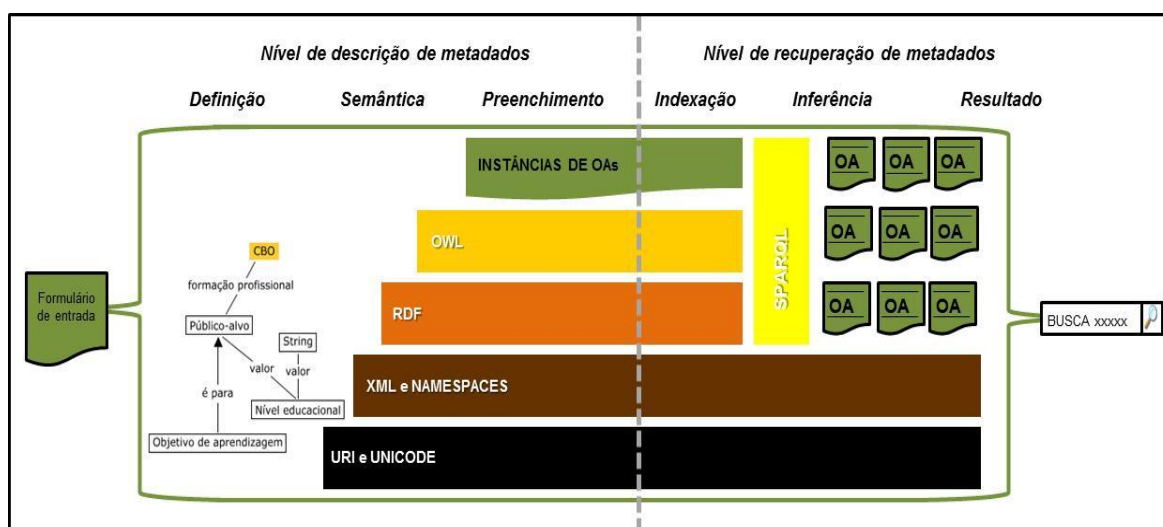 Nível de descrição de metadados
Nível de recuperação de metadados
Definição
Semântica
Preenchimento
Indexação
Inferência
Resultado
INSTÂNCIAS DE OAs
OWL
RDF
XML e NAMESPACES
URI e UNICODE
SPARQL
OA OA OA
OA OA OA
OA OA OA
Formulário
de entrada
CBO
formação profissional
Público-alvo
String
valor
valor
é para
Nível educacional
Objetivo de aprendizagem
BUSCA xxxxx